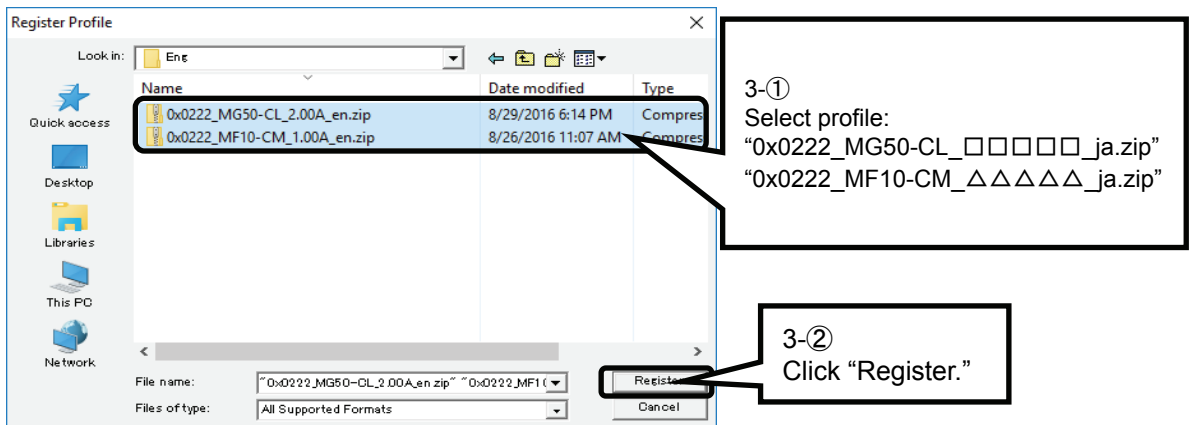 Register Profile
Look in:
Eng
Name
Date modified
Type
0x0222_MG50-CL_2.00A_en.zip
8/29/2016 6:14 PM
Compres
0x0222_MF10-CM_1.00A_en.zip
8/26/2016 11:07 AM
Compres
Quick access
Desktop
Libraries
This PC
Network
File name:
"0x0222_MG50-CL_2.00A_en.zip" "0x0222_MF1(
Register
Files of type:
All Supported Formats
Cancel
3-①
Select profile:
“0x0222_MG50-CL_□□□□□_ja.zip”
“0x0222_MF10-CM_△△△△△_ja.zip”
3-②
Click “Register.”